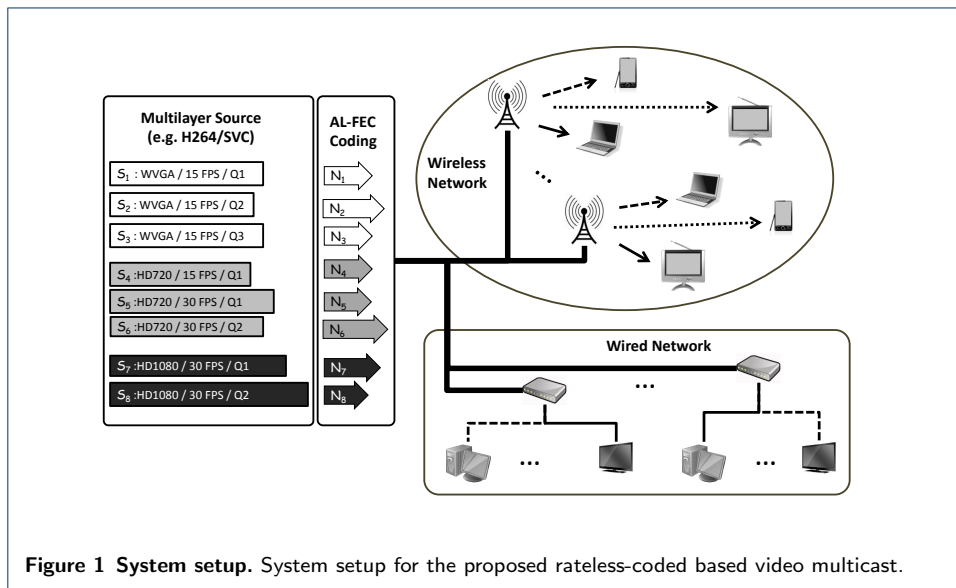 Multilayer Source
(e.g. H264/SVC)
S1 : WVGA / 15 FPS / Q1
S2 : WVGA / 15 FPS / Q2
S3 : WVGA / 15 FPS / Q3
S4 :HD720 / 15 FPS / Q1
S5 :HD720 / 30 FPS / Q1
S6 :HD720 / 30 FPS / Q2
S7 :HD1080 / 30 FPS / Q1
S8 :HD1080 / 30 FPS / Q2
AL-FEC
Coding
N1
N2
N3
N4
N5
N6
N7
N8
Wireless
Network
...
Wired Network
...
...
...
Figure 1 System setup. System setup for the proposed rateless-coded based video multicast.